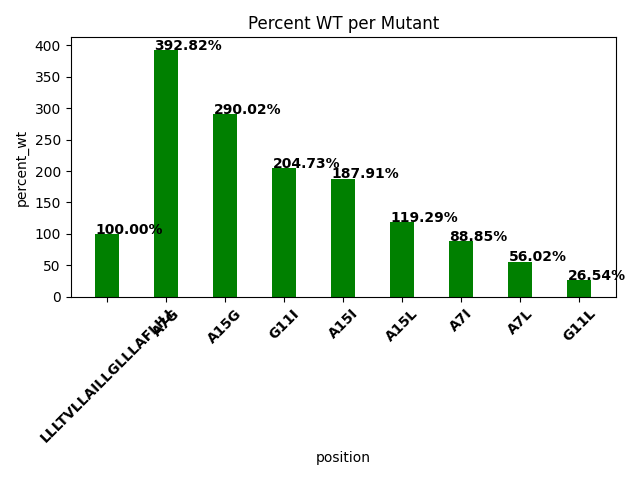 Percent WT per Mutant
400
350
300
250
200
150
100
50
0
percent_wt
100.00%
392.82%
290.02%
204.73%
187.91%
119.29%
88.85%
56.02%
26.54%
A7G
A15G
G11I
A15I
A15L
A7I
A7L
G11L
position